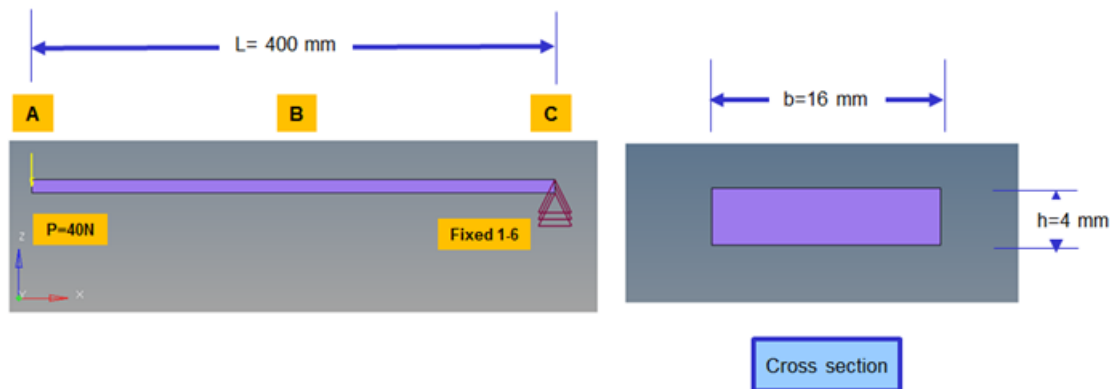 L= 400 mm
A
B
C
P=40N
Fixed 1-6
z
Y
X
b=16 mm
h=4 mm
Cross section